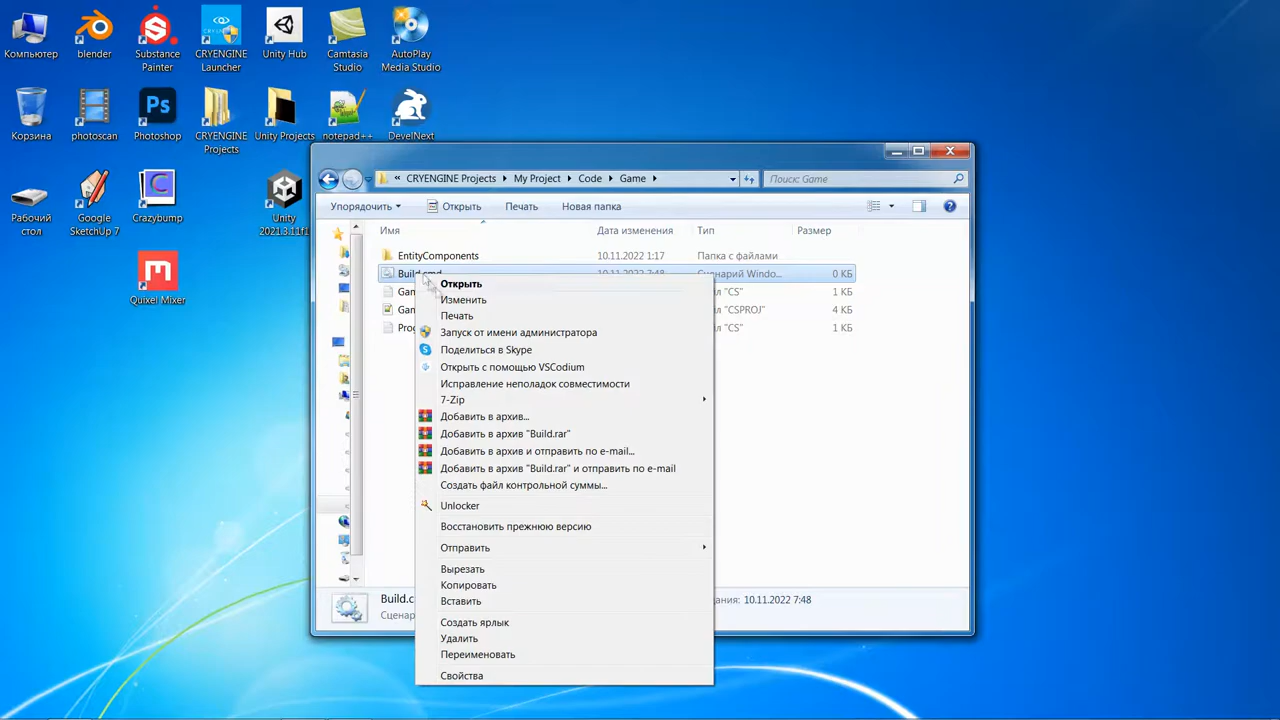 Компьютер
blender
Substance Painter
CRYENGINE Launcher
Unity Hub
Camtasia Studio
AutoPlay Media Studio
Корзина
photoscan
Photoshop
CRYENGINE Projects
Unity Projects
notepad++
DevelNext
Рабочий стол
Google SketchUp 7
Crazybump
Unity 2021.3.11f1
Quixel Mixer
« CRYENGINE Projects My Project Code Game
Поиск: Game
Упорядочить Открыть Печать Новая папка
Имя Дата изменения Тип Размер
EntityComponents 10.11.2022 1:17 Папка с файлами
Build.cmd 10.11.2022 7:48 Сценарий Windo... 0 КБ
"CS" 1 КБ
"CSPROJ" 4 КБ
"CS" 1 КБ
Открыть
Изменить
Печать
Запуск от имени администратора
Поделиться в Skype
Открыть с помощью VSCodium
Исправление неполадок совместимости
7-Zip
Добавить в архив...
Добавить в архив "Build.rar"
Добавить в архив и отправить по e-mail...
Добавить в архив "Build.rar" и отправить по e-mail
Создать файл контрольной суммы...
Unlocker
Восстановить прежнюю версию
Отправить
Вырезать
Копировать
Вставить
Создать ярлык
Удалить
Переименовать
Свойства
10.11.2022 7:48